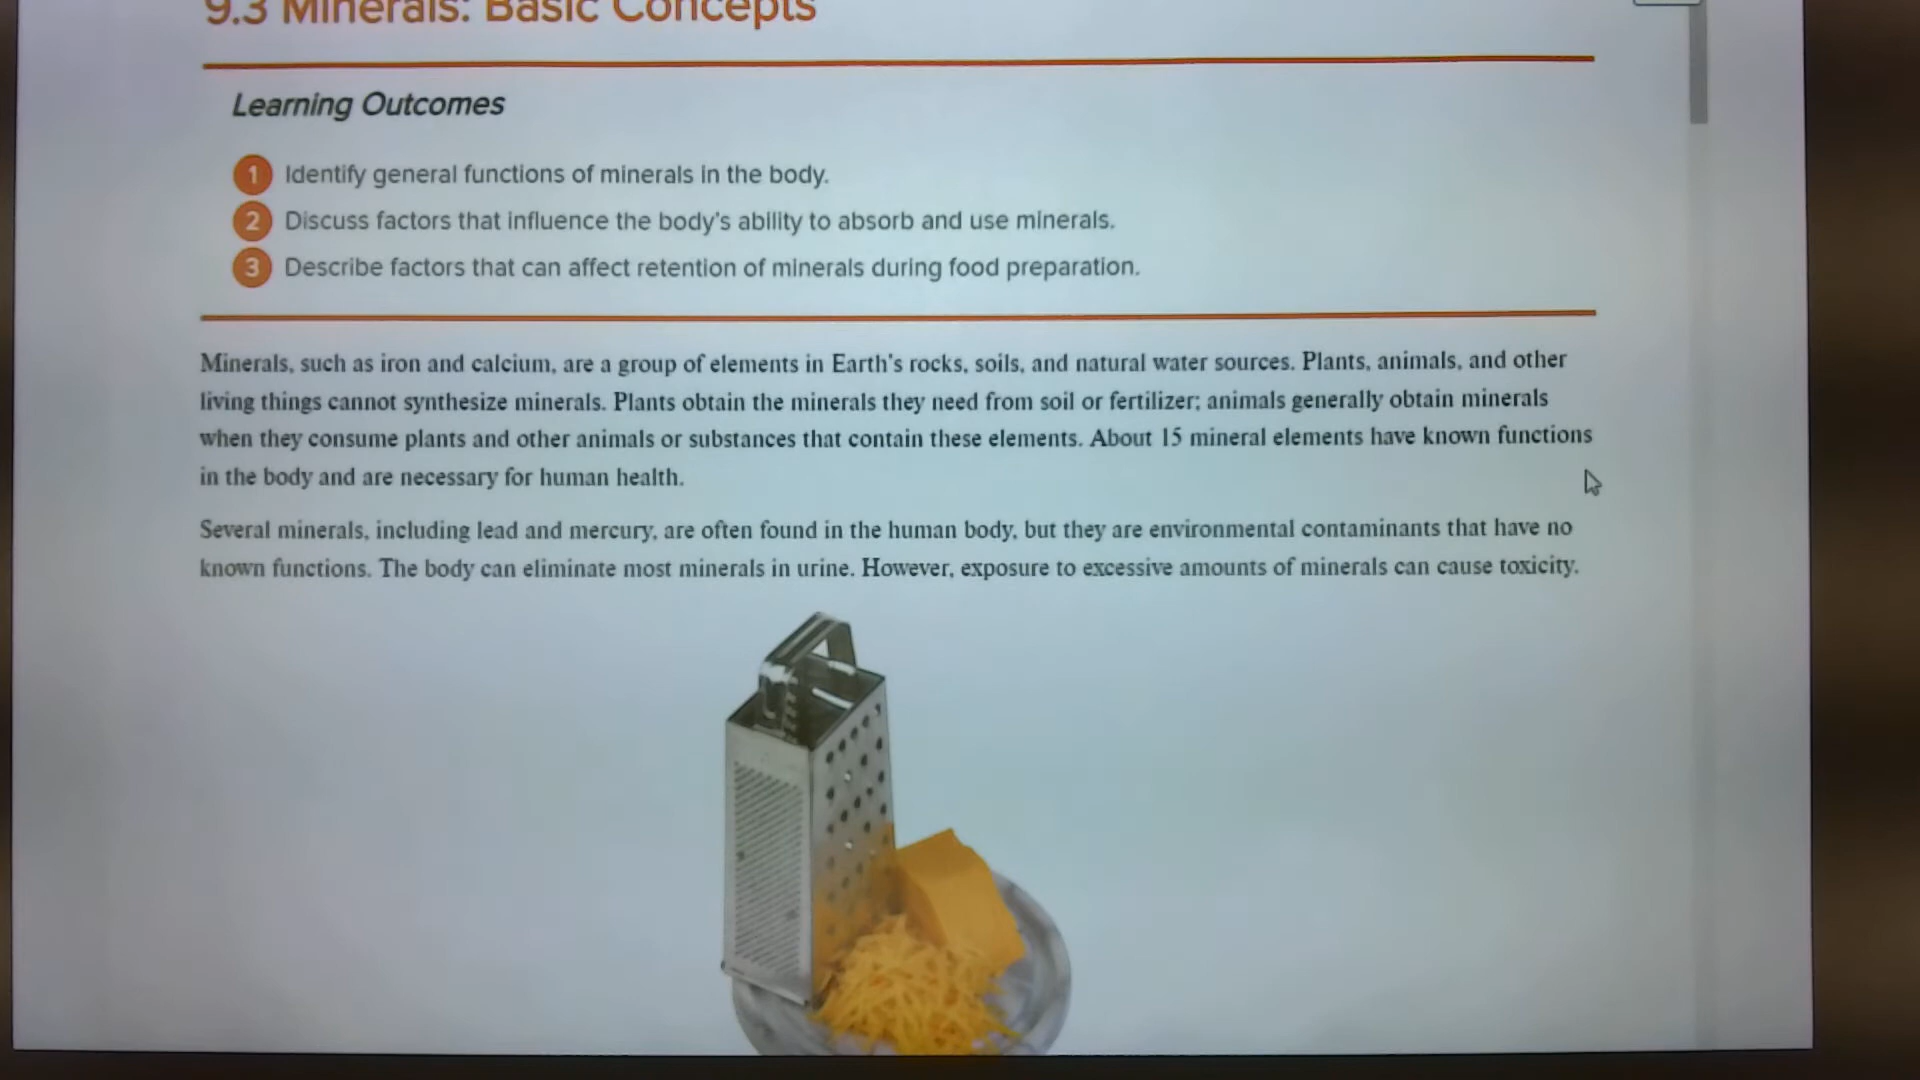 9.3 Minerals: Basic Concepts
Learning Outcomes
1 Identify general functions of minerals in the body.
2 Discuss factors that influence the body's ability to absorb and use minerals.
3 Describe factors that can affect retention of minerals during food preparation.
Minerals, such as iron and calcium, are a group of elements in Earth's rocks, soils, and natural water sources. Plants, animals, and other
living things cannot synthesize minerals. Plants obtain the minerals they need from soil or fertilizer; animals generally obtain minerals
when they consume plants and other animals or substances that contain these elements. About 15 mineral elements have known functions
in the body and are necessary for human health.
Several minerals, including lead and mercury, are often found in the human body, but they are environmental contaminants that have no
known functions. The body can eliminate most minerals in urine. However, exposure to excessive amounts of minerals can cause toxicity.